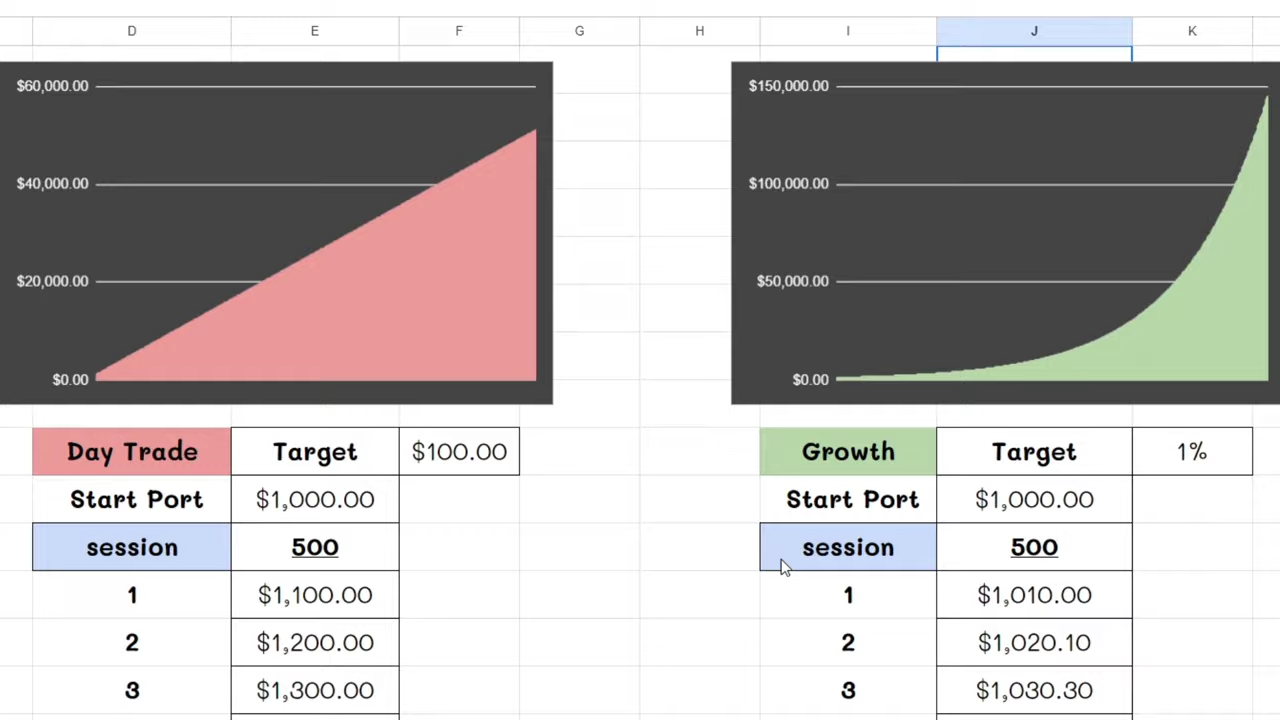 D E F G H I J K
$60,000.00
$40,000.00
$20,000.00
$0.00
$150,000.00
$100,000.00
$50,000.00
$0.00
Day Trade Target $100.00
Start Port $1,000.00
session 500
1 $1,100.00
2 $1,200.00
3 $1,300.00
Growth Target 1%
Start Port $1,000.00
session 500
1 $1,010.00
2 $1,020.10
3 $1,030.30